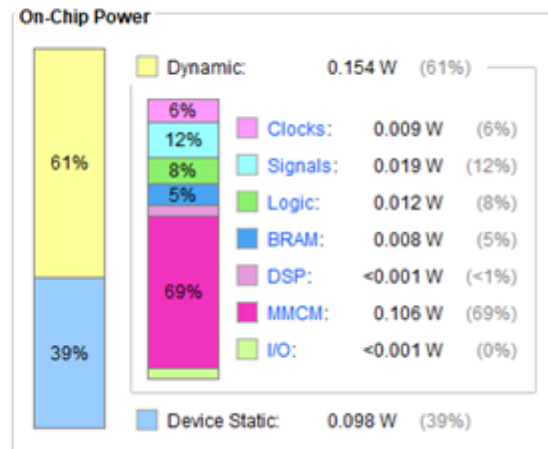 On-Chip Power
61%
39%
Dynamic: 0.154 W (61%)
6%
12%
8%
5%
69%
Clocks: 0.009 W (6%)
Signals: 0.019 W (12%)
Logic: 0.012 W (8%)
BRAM: 0.008 W (5%)
DSP: <0.001 W (<1%)
MMCM: 0.106 W (69%)
I/O: <0.001 W (0%)
Device Static: 0.098 W (39%)